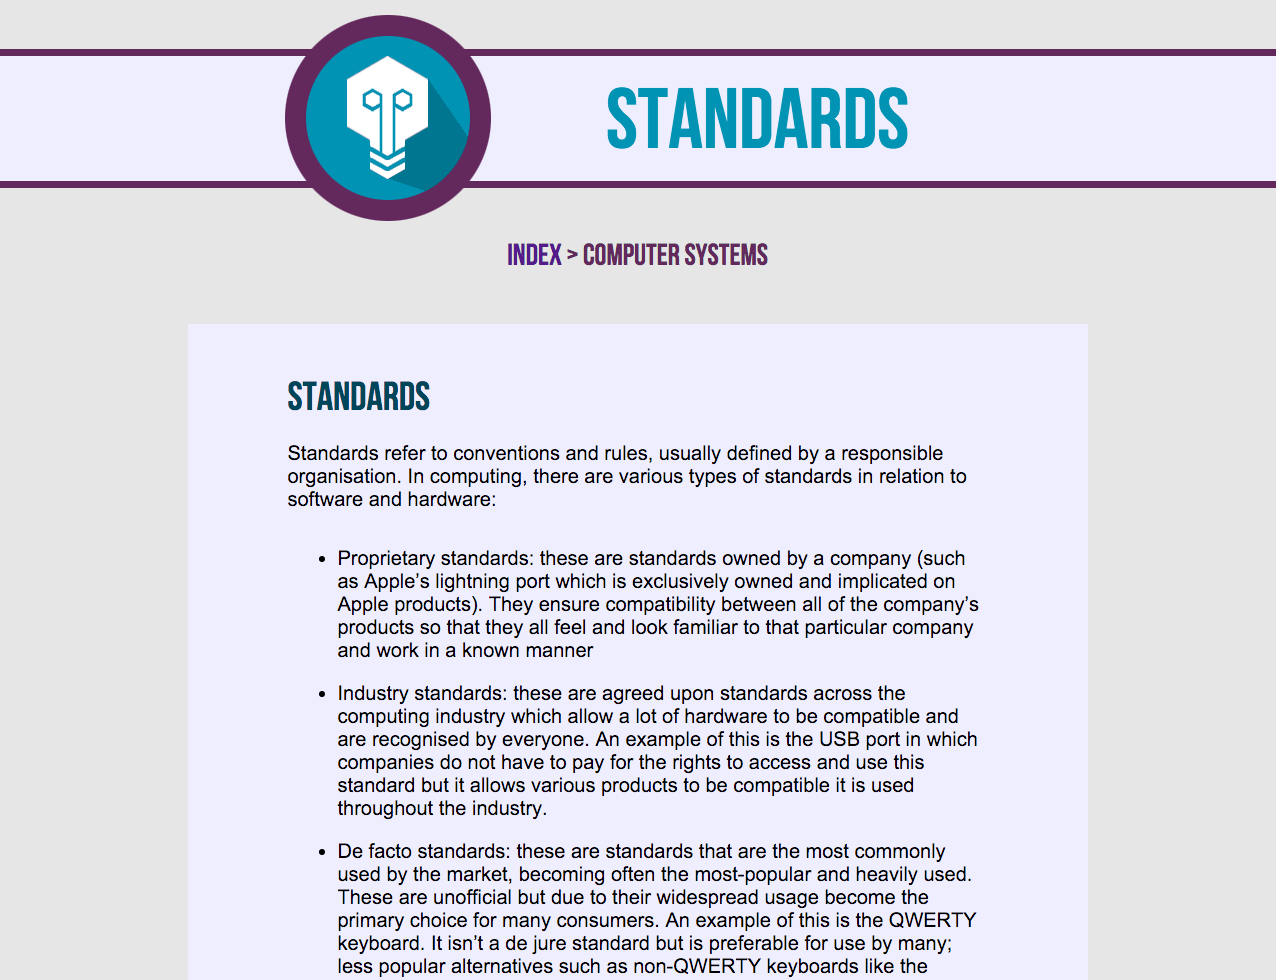 STANDARDS
INDEX > COMPUTER SYSTEMS
STANDARDS
Standards refer to conventions and rules, usually defined by a responsible
organisation. In computing, there are various types of standards in relation to
software and hardware:
• Proprietary standards: these are standards owned by a company (such
as Apple’s lightning port which is exclusively owned and implicated on
Apple products). They ensure compatibility between all of the company’s
products so that they all feel and look familiar to that particular company
and work in a known manner
• Industry standards: these are agreed upon standards across the
computing industry which allow a lot of hardware to be compatible and
are recognised by everyone. An example of this is the USB port in which
companies do not have to pay for the rights to access and use this
standard but it allows various products to be compatible it is used
throughout the industry.
• De facto standards: these are standards that are the most commonly
used by the market, becoming often the most-popular and heavily used.
These are unofficial but due to their widespread usage become the
primary choice for many consumers. An example of this is the QWERTY
keyboard. It isn’t a de jure standard but is preferable for use by many;
less popular alternatives such as non-QWERTY keyboards like the